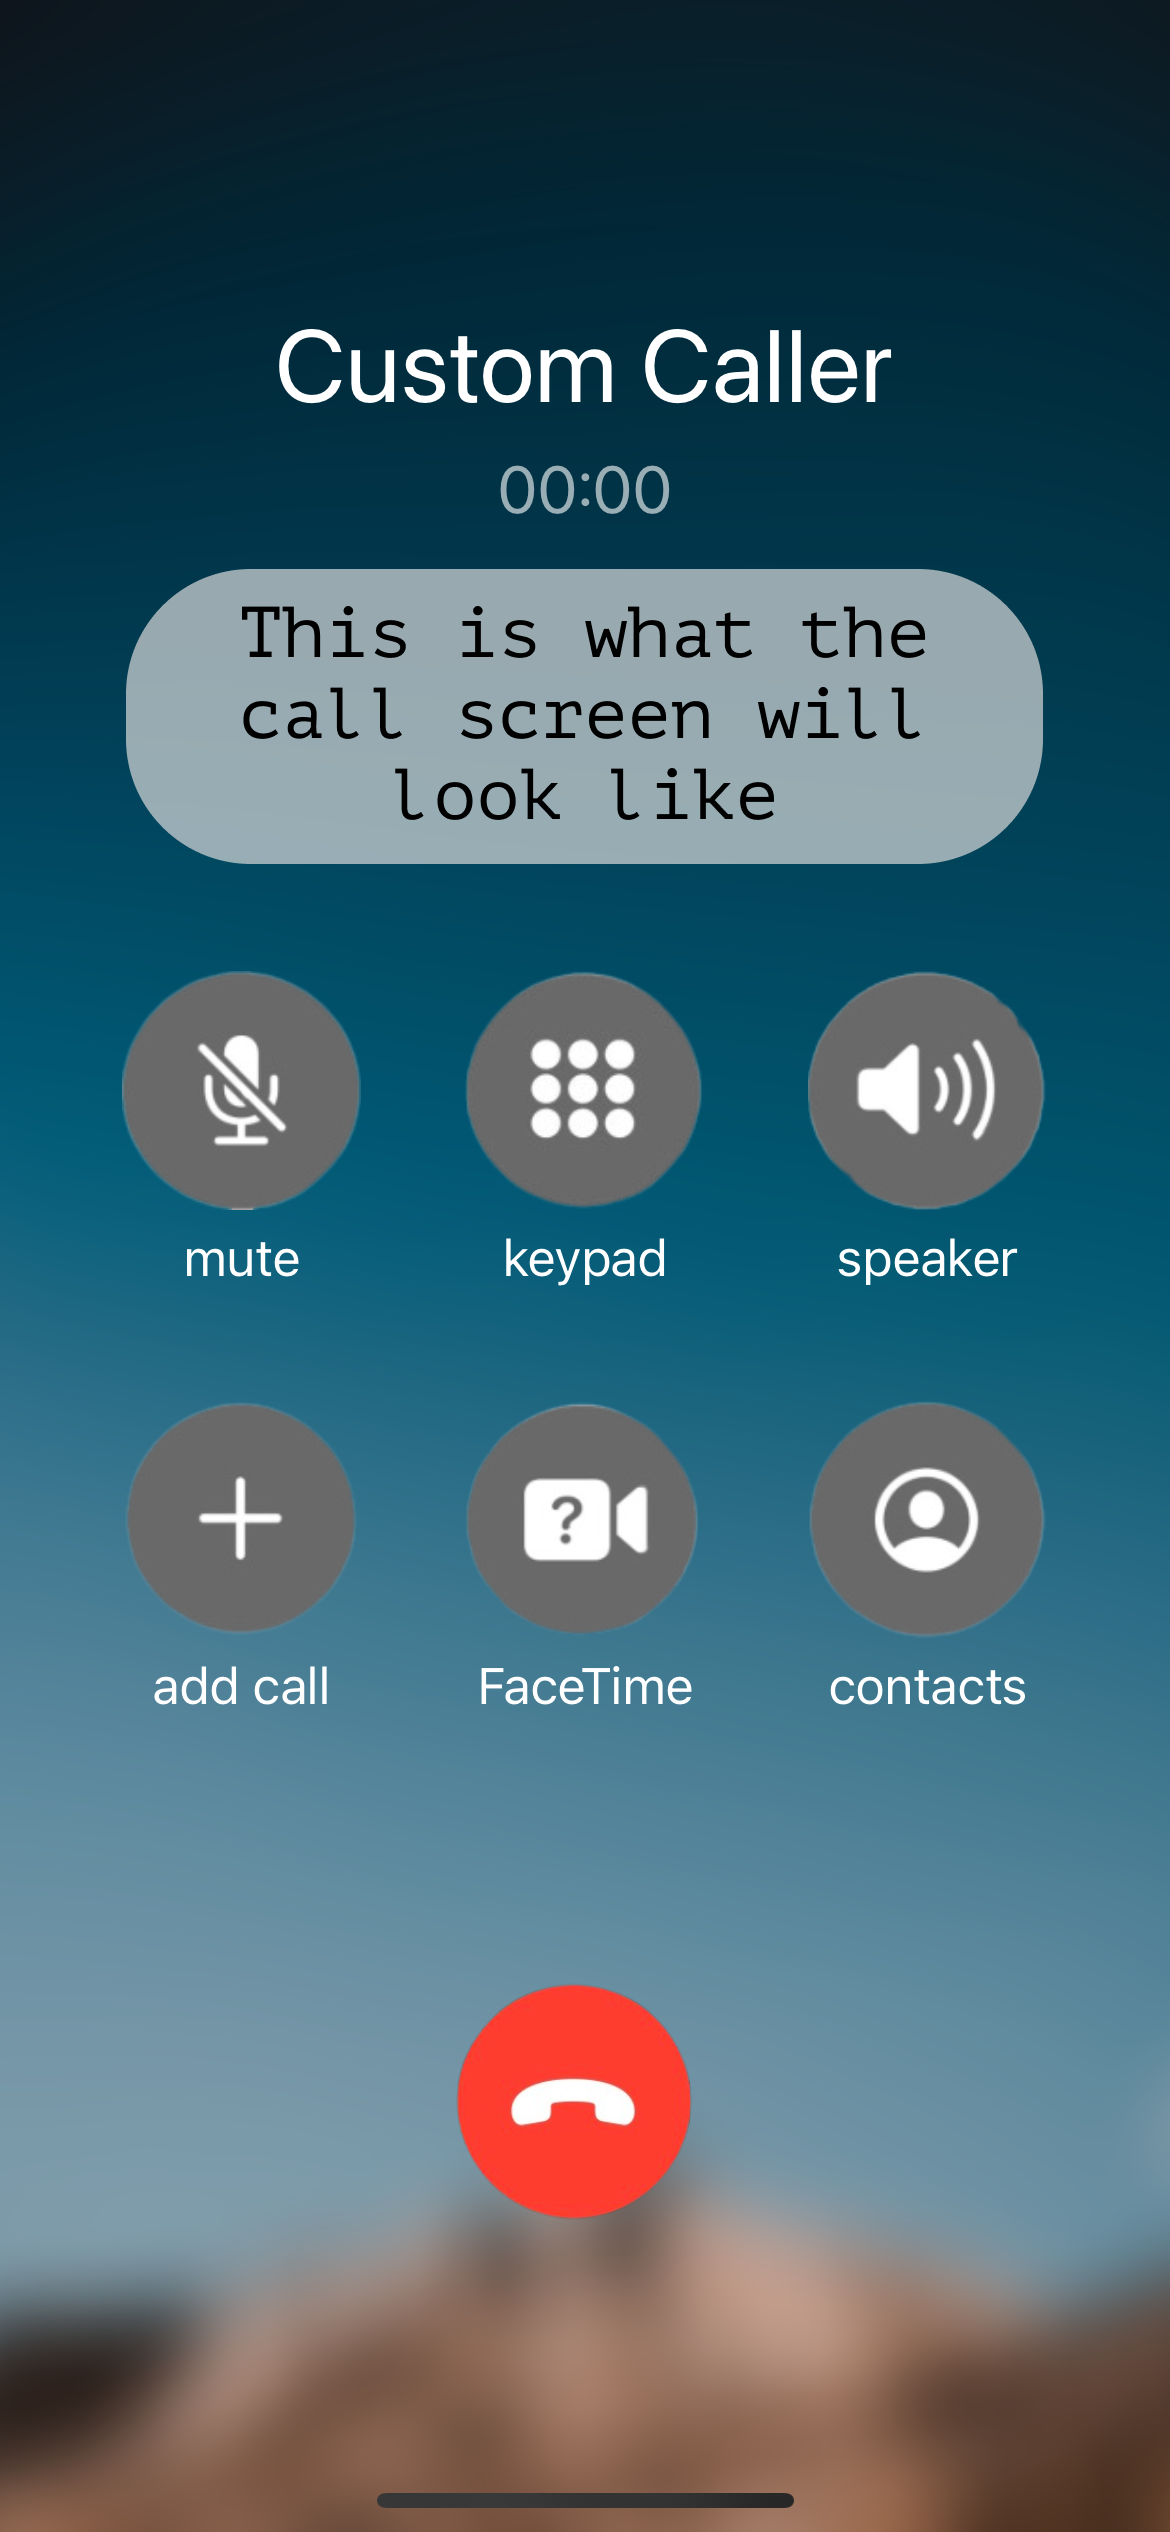 Custom Caller
00:00
This is what the
call screen will
look like
mute keypad speaker
?
add call FaceTime contacts